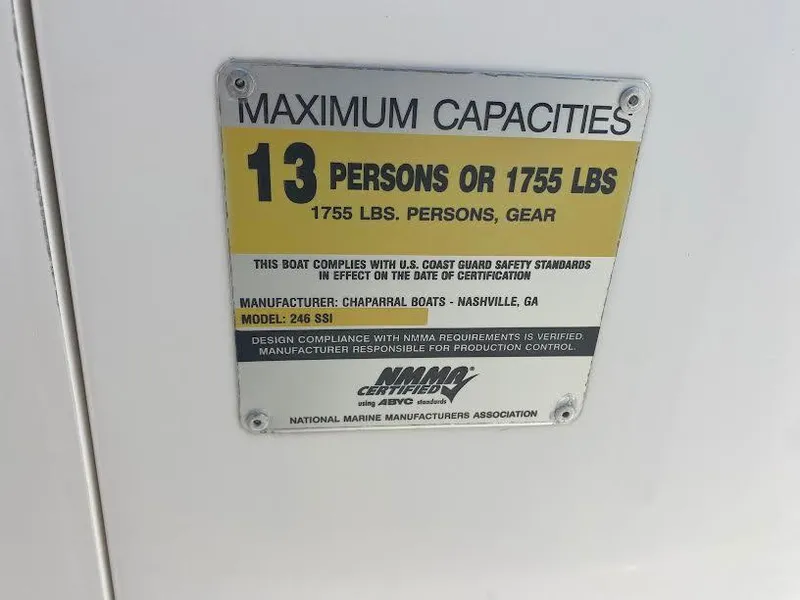 MAXIMUM CAPACITIES
13 PERSONS OR 1755 LBS
1755 LBS. PERSONS, GEAR
THIS BOAT COMPLIES WITH U.S. COAST GUARD SAFETY STANDARDS
IN EFFECT ON THE DATE OF CERTIFICATION
MANUFACTURER: CHAPARRAL BOATS - NASHVILLE, GA
MODEL: 246 SSI
DESIGN COMPLIANCE WITH NMMA REQUIREMENTS IS VERIFIED.
MANUFACTURER RESPONSIBLE FOR PRODUCTION CONTROL.
NMMA®
CERTIFIED
using ABYC standards
NATIONAL MARINE MANUFACTURERS ASSOCIATION